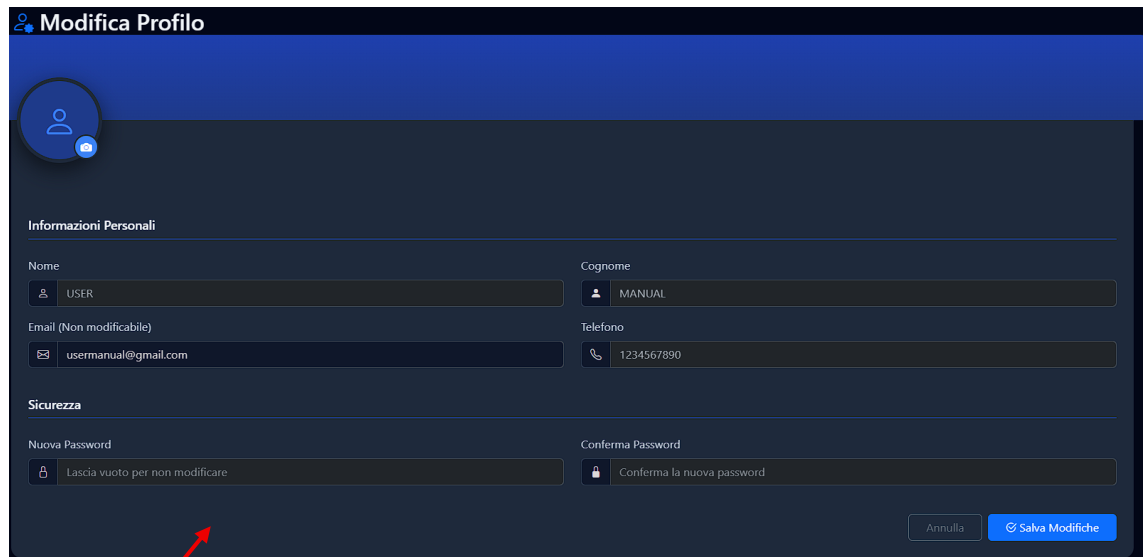 Modifica Profilo
Informazioni Personali
Nome
Cognome
USER
MANUAL
Email (Non modificabile)
Telefono
usermanual@gmail.com
1234567890
Sicurezza
Nuova Password
Conferma Password
Lascia vuoto per non modificare
Conferma la nuova password
Annulla
Salva Modifiche